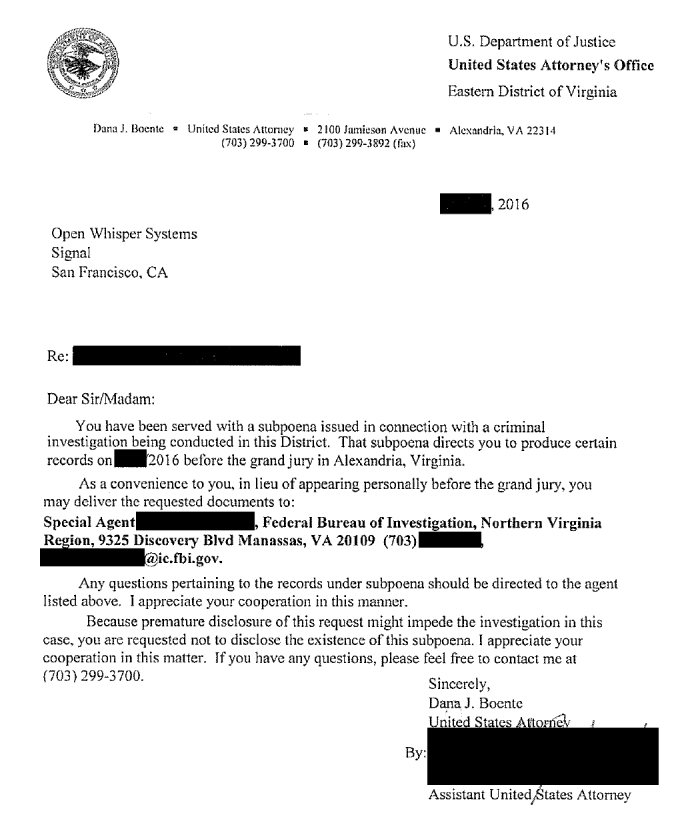 U.S. Department of Justice
United States Attorney's Office
Eastern District of Virginia
Dana J. Boente ■ United States Attorney ■ 2100 Jamieson Avenue ■ Alexandria, VA 22314
(703) 299-3700 ■ (703) 299-3892 (fax)
, 2016
Open Whisper Systems
Signal
San Francisco, CA
Re:
Dear Sir/Madam:
You have been served with a subpoena issued in connection with a criminal
investigation being conducted in this District. That subpoena directs you to produce certain
records on /2016 before the grand jury in Alexandria, Virginia.
As a convenience to you, in lieu of appearing personally before the grand jury, you
may deliver the requested documents to:
Special Agent , Federal Bureau of Investigation, Northern Virginia
Region, 9325 Discovery Blvd Manassas, VA 20109 (703) ,
@ic.fbi.gov.
Any questions pertaining to the records under subpoena should be directed to the agent
listed above. I appreciate your cooperation in this manner.
Because premature disclosure of this request might impede the investigation in this
case, you are requested not to disclose the existence of this subpoena. I appreciate your
cooperation in this matter. If you have any questions, please feel free to contact me at
(703) 299-3700.
Sincerely,
Dana J. Boente
United States Attorney
By:
Assistant United States Attorney